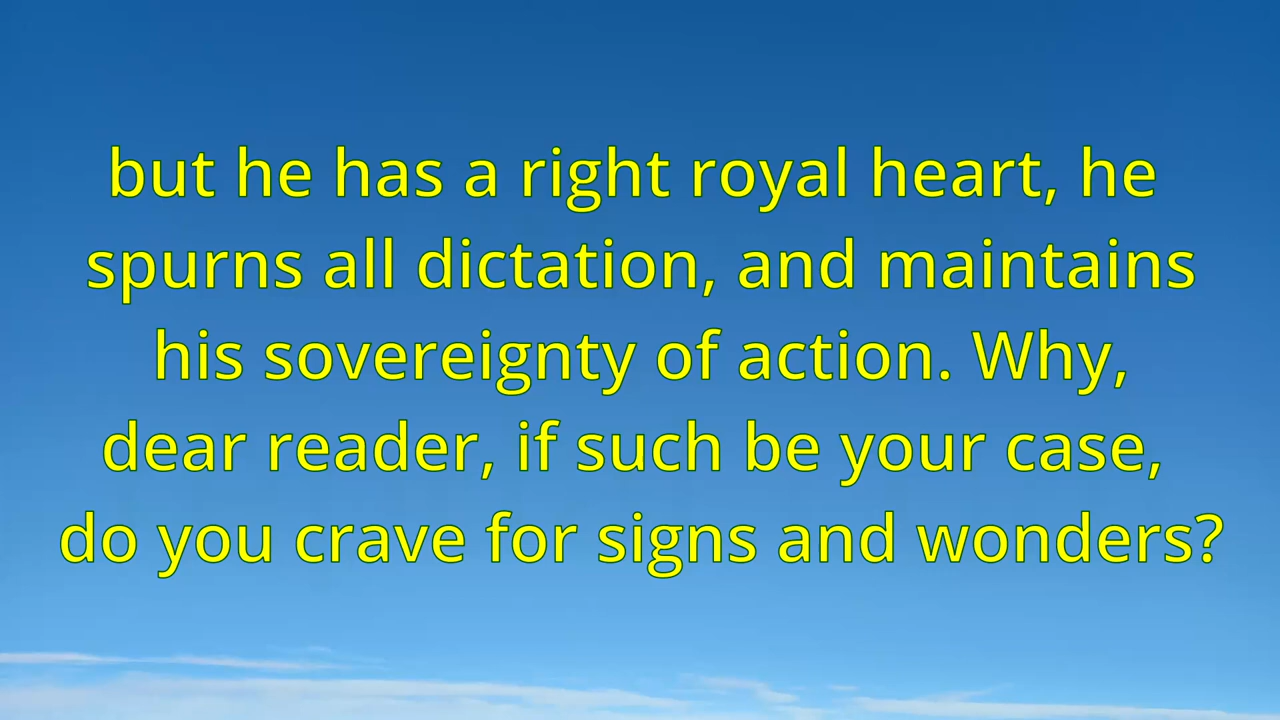 but he has a right royal heart, he
spurns all dictation, and maintains
his sovereignty of action. Why,
dear reader, if such be your case,
do you crave for signs and wonders?